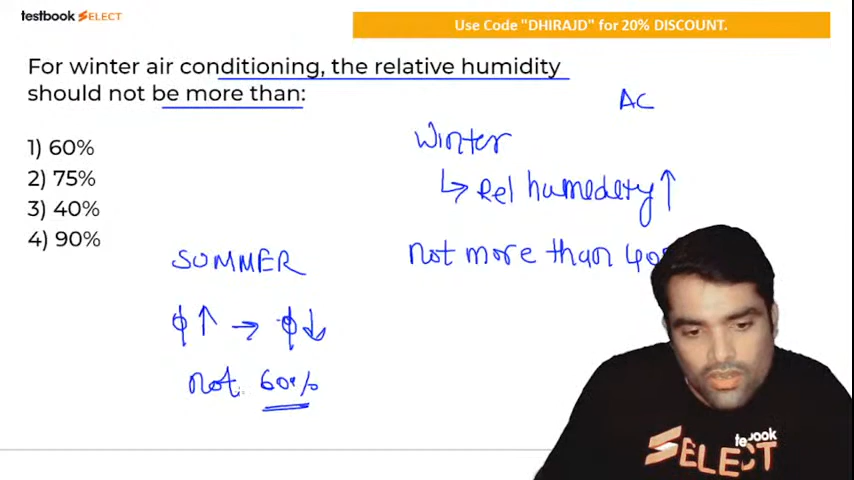 testbook SELECT
Use Code "DHIRAJD" for 20% DISCOUNT.
For winter air conditioning, the relative humidity
should not be more than:
1) 60%
2) 75%
3) 40%
4) 90%
AC
Winter
↳ Rel humedety ↑
not more than 40%
SUMMER
ϕ ↑ → ϕ ↓
not 60%
testbook
SELECT